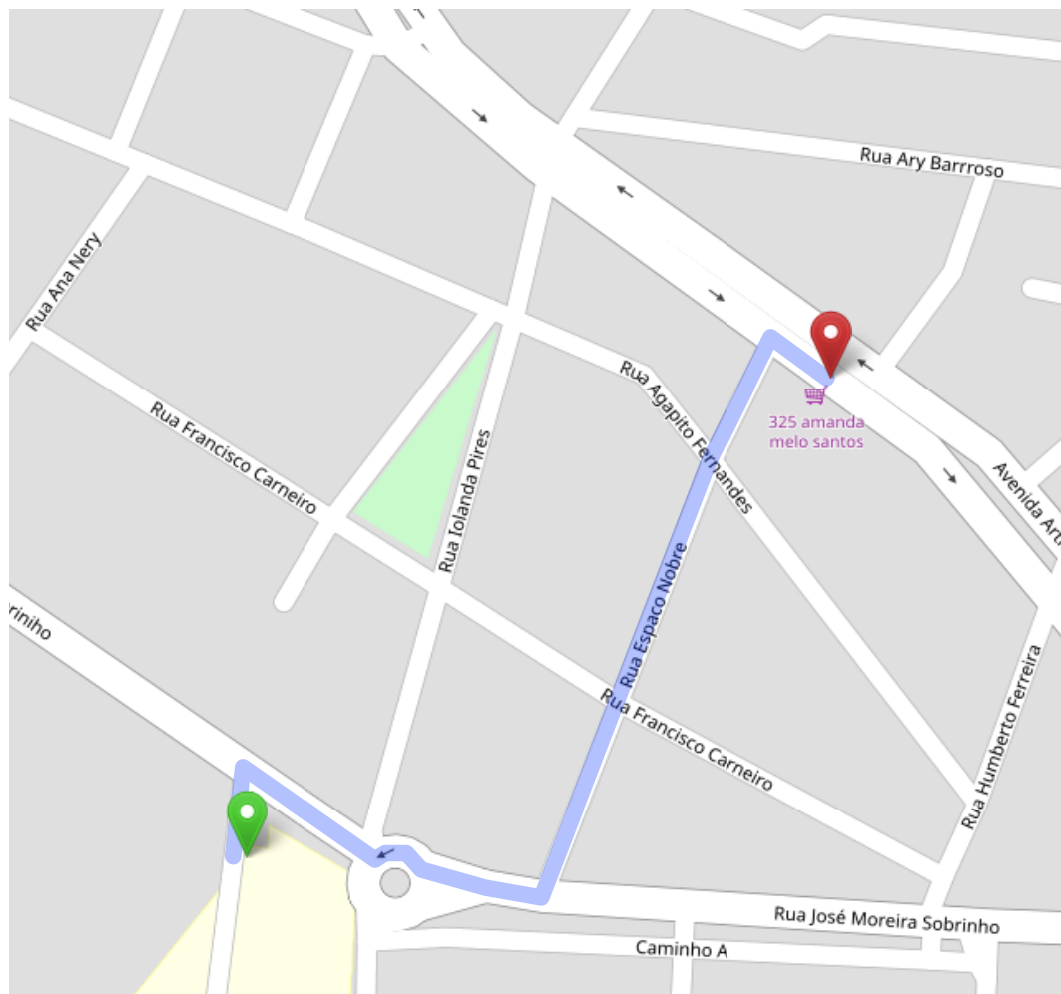 Rua Ary Barrroso
Rua Ana Nery
Rua Agapito Fernandes
325 amanda
melo santos
Rua Francisco Carneiro
Rua Iolanda Pires
Avenida Art
Rua Espaco Nobre
briniho
Rua Humberto Ferreira
Rua Francisco Carneiro
Rua José Moreira Sobrinho
Caminho A